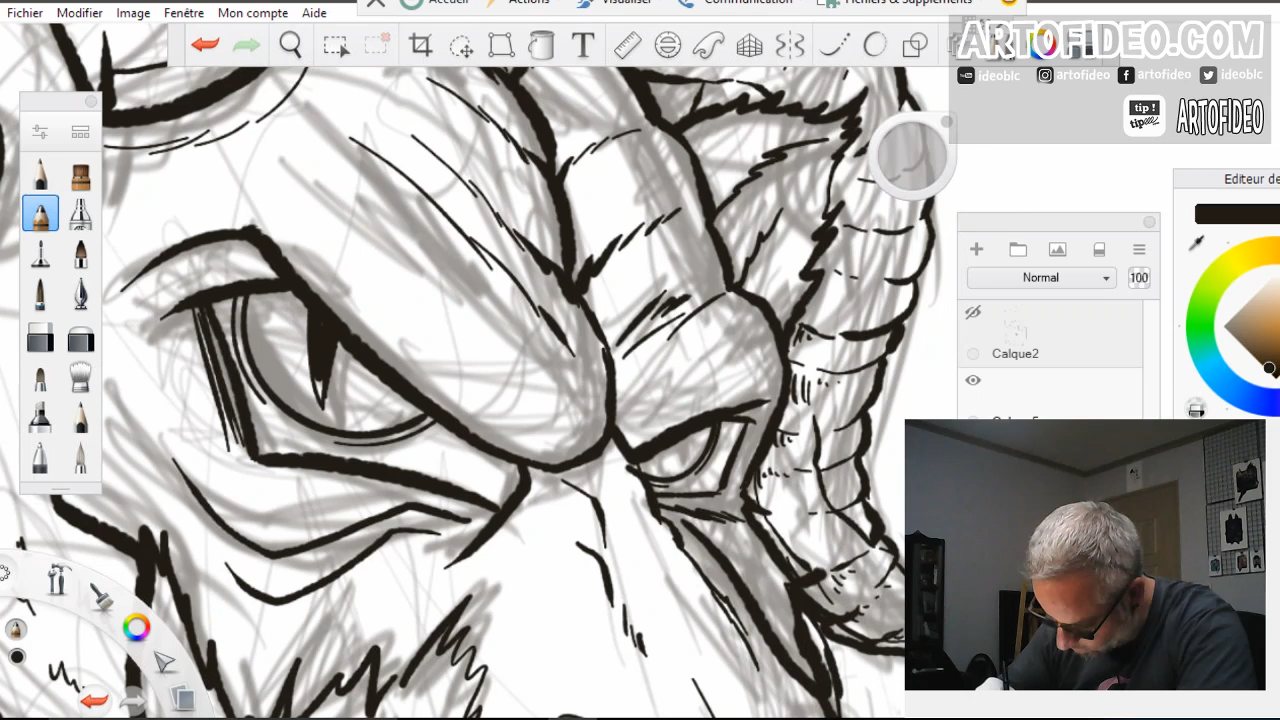 Fichier Modifier Image Fenêtre Mon compte Aide
Accueil Actions Visualiser Communication Fichiers & Suppléments
ARTOFIDEO.COM
ideoblc artofideo artofideo ideoblc
tip !
tip
ARTOFIDEO
T
Editeur de
Normal 100
Calque2